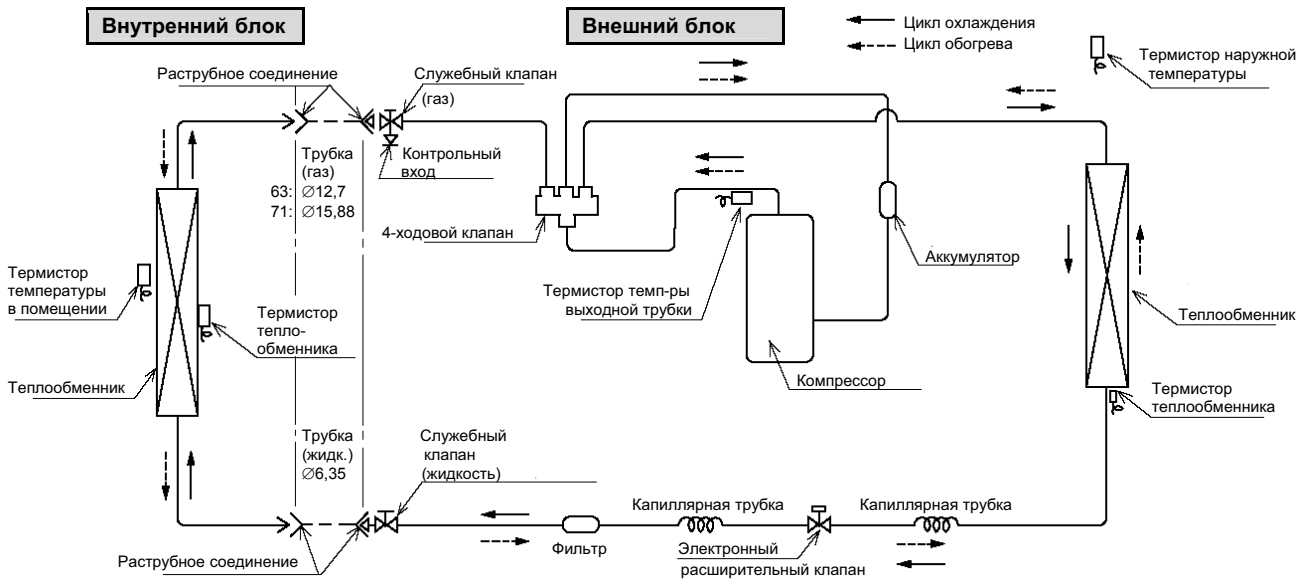 Внутренний блок
Внешний блок
Цикл охлаждения
Цикл обогрева
Термистор наружной
температуры
Раструбное соединение
Служебный клапан
(газ)
Трубка
(газ)
63: ∅12,7
71: ∅15,88
Контрольный
вход
4-ходовой клапан
Аккумулятор
Термистор темп-ры
выходной трубки
Термистор
температуры
в помещении
Термистор
тепло-
обменника
Теплообменник
Теплообменник
Компрессор
Термистор
теплообменника
Трубка
(жидк.)
∅6,35
Служебный
клапан
(жидкость)
Капиллярная трубка
Капиллярная трубка
Раструбное соединение
Фильтр
Электронный
расширительный клапан